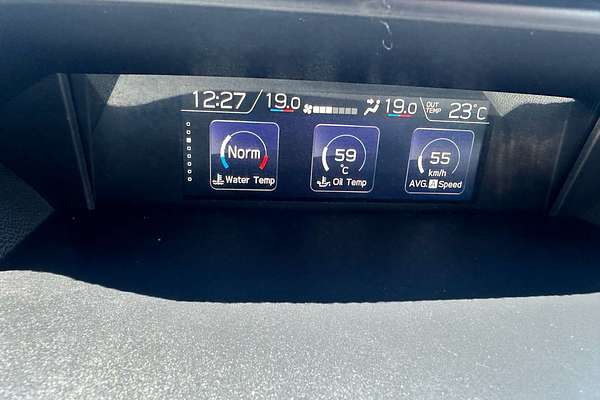 12:27 19.0 19.0 OUT TEMP 23°C
Norm
Water Temp
59
°C
Oil Temp
55
km/h
AVG. Speed